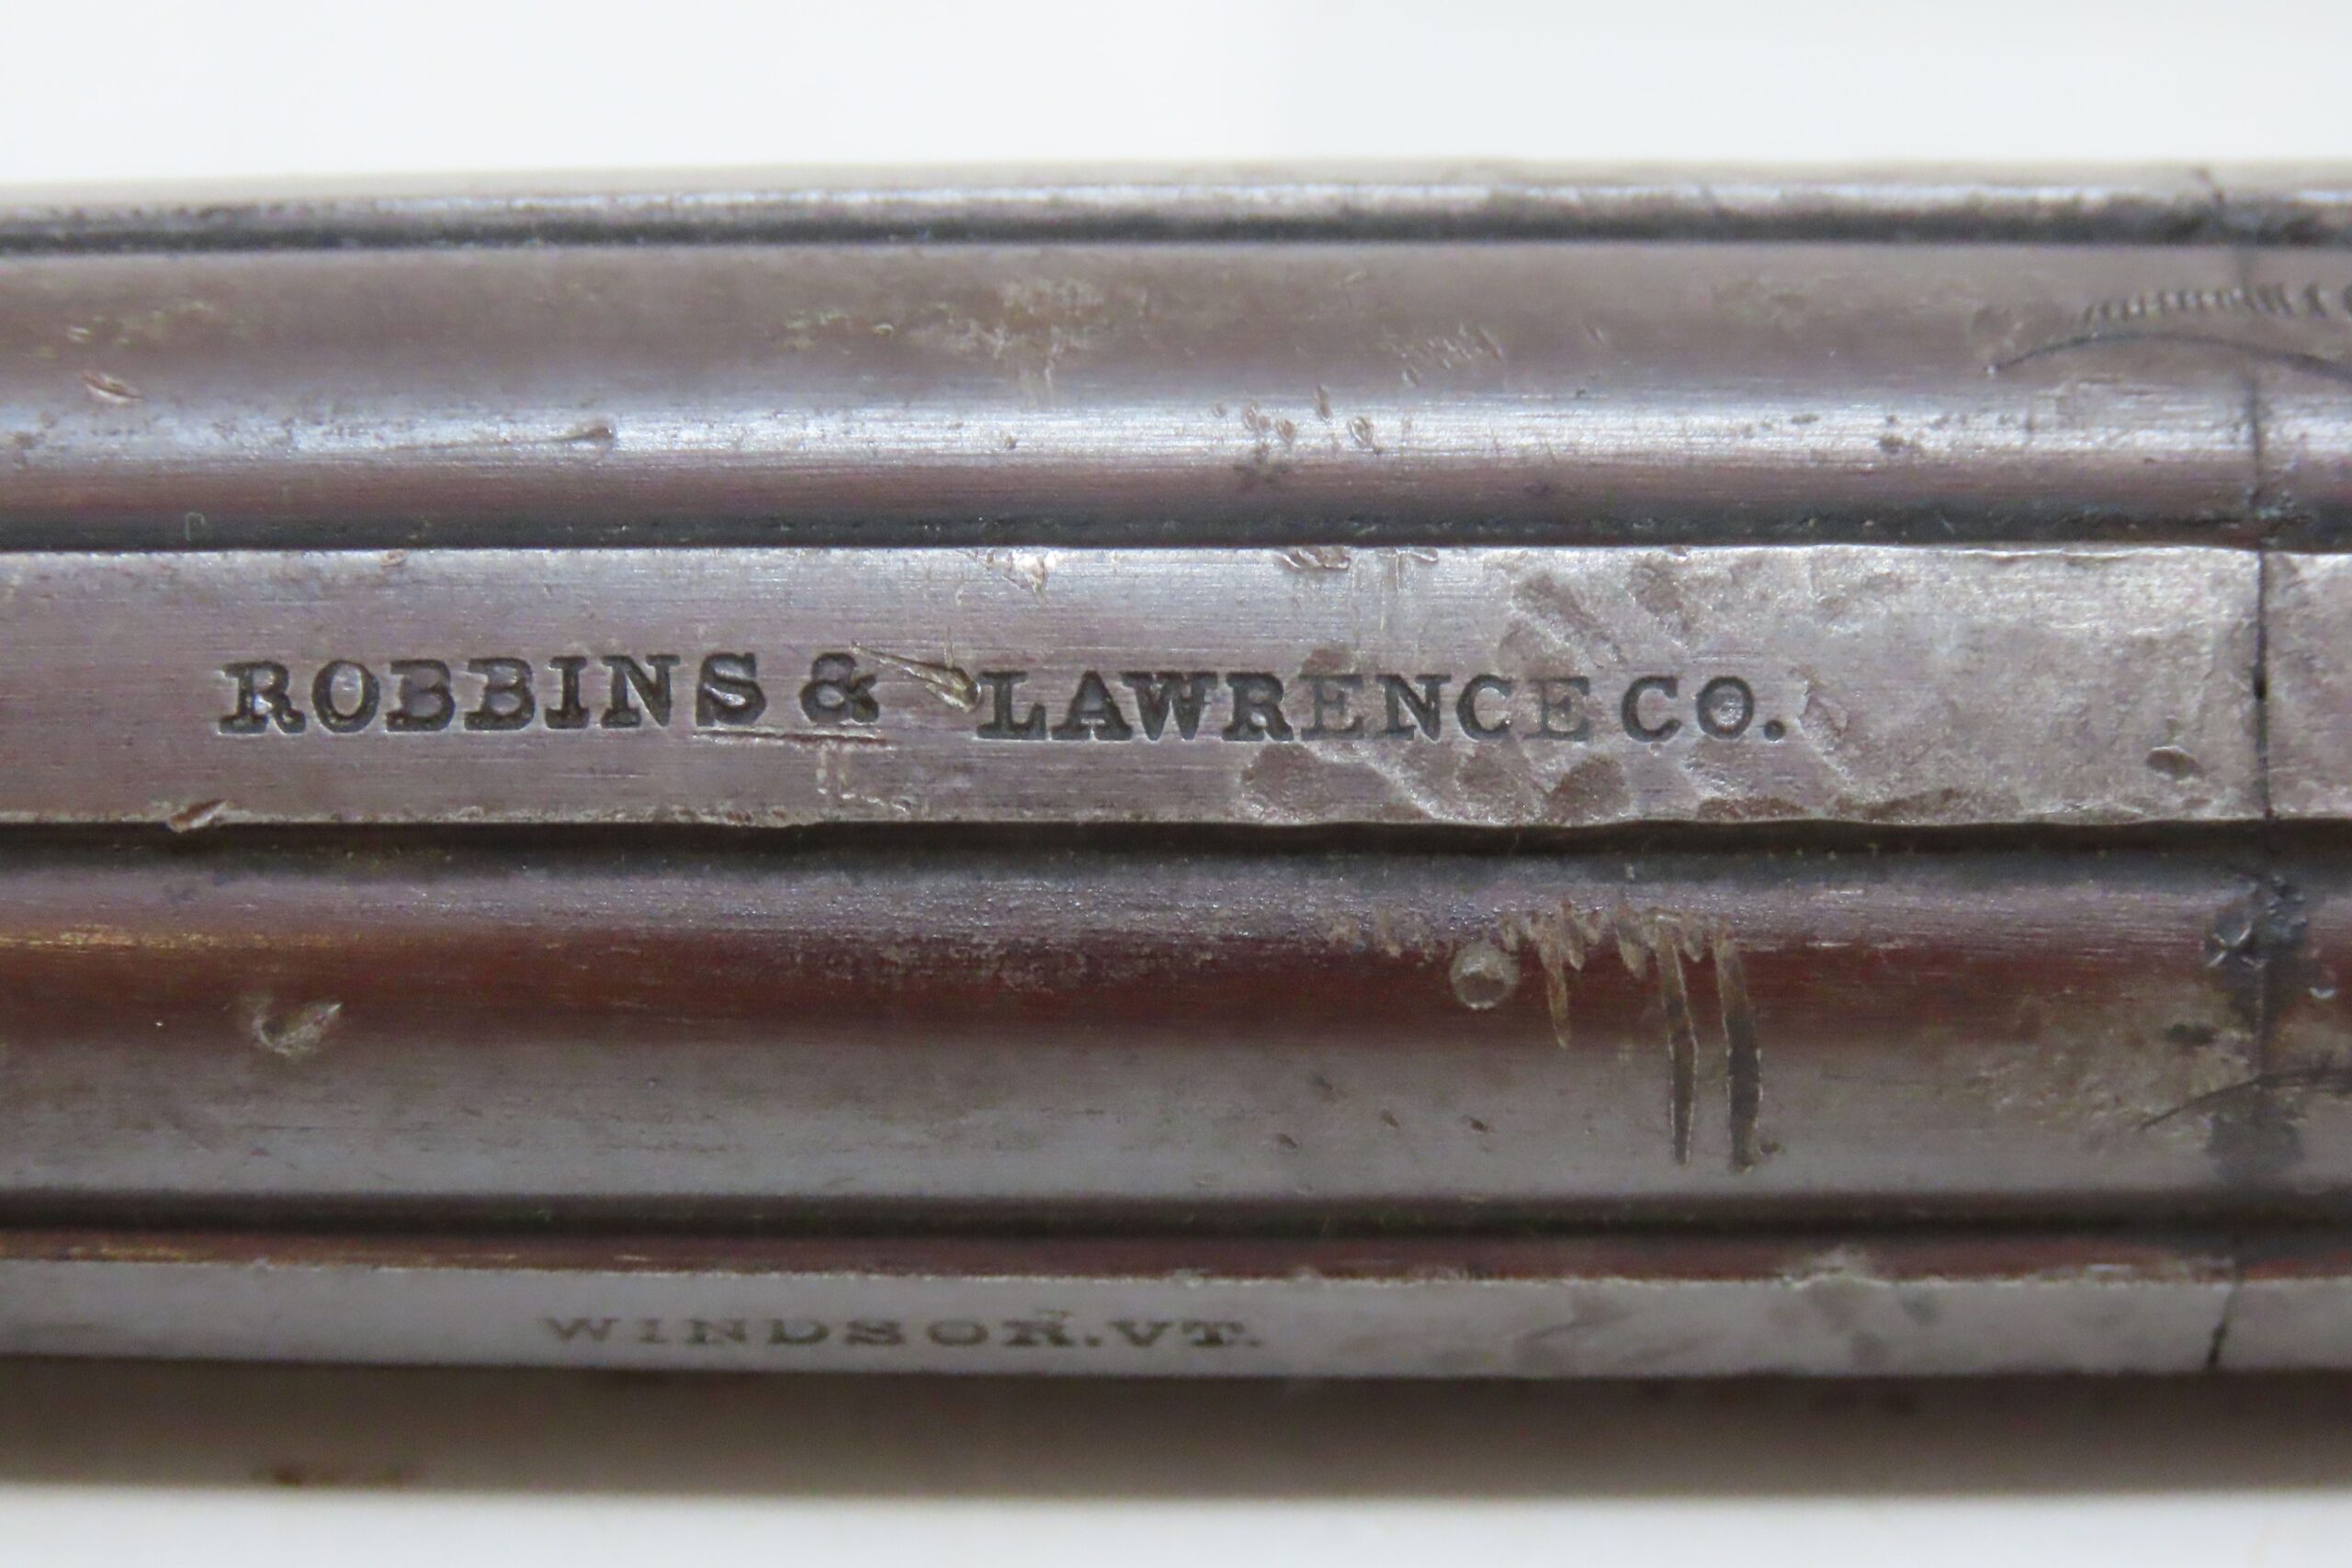 ROBBINS & LAWRENCE CO.
WINDSOR.VT.